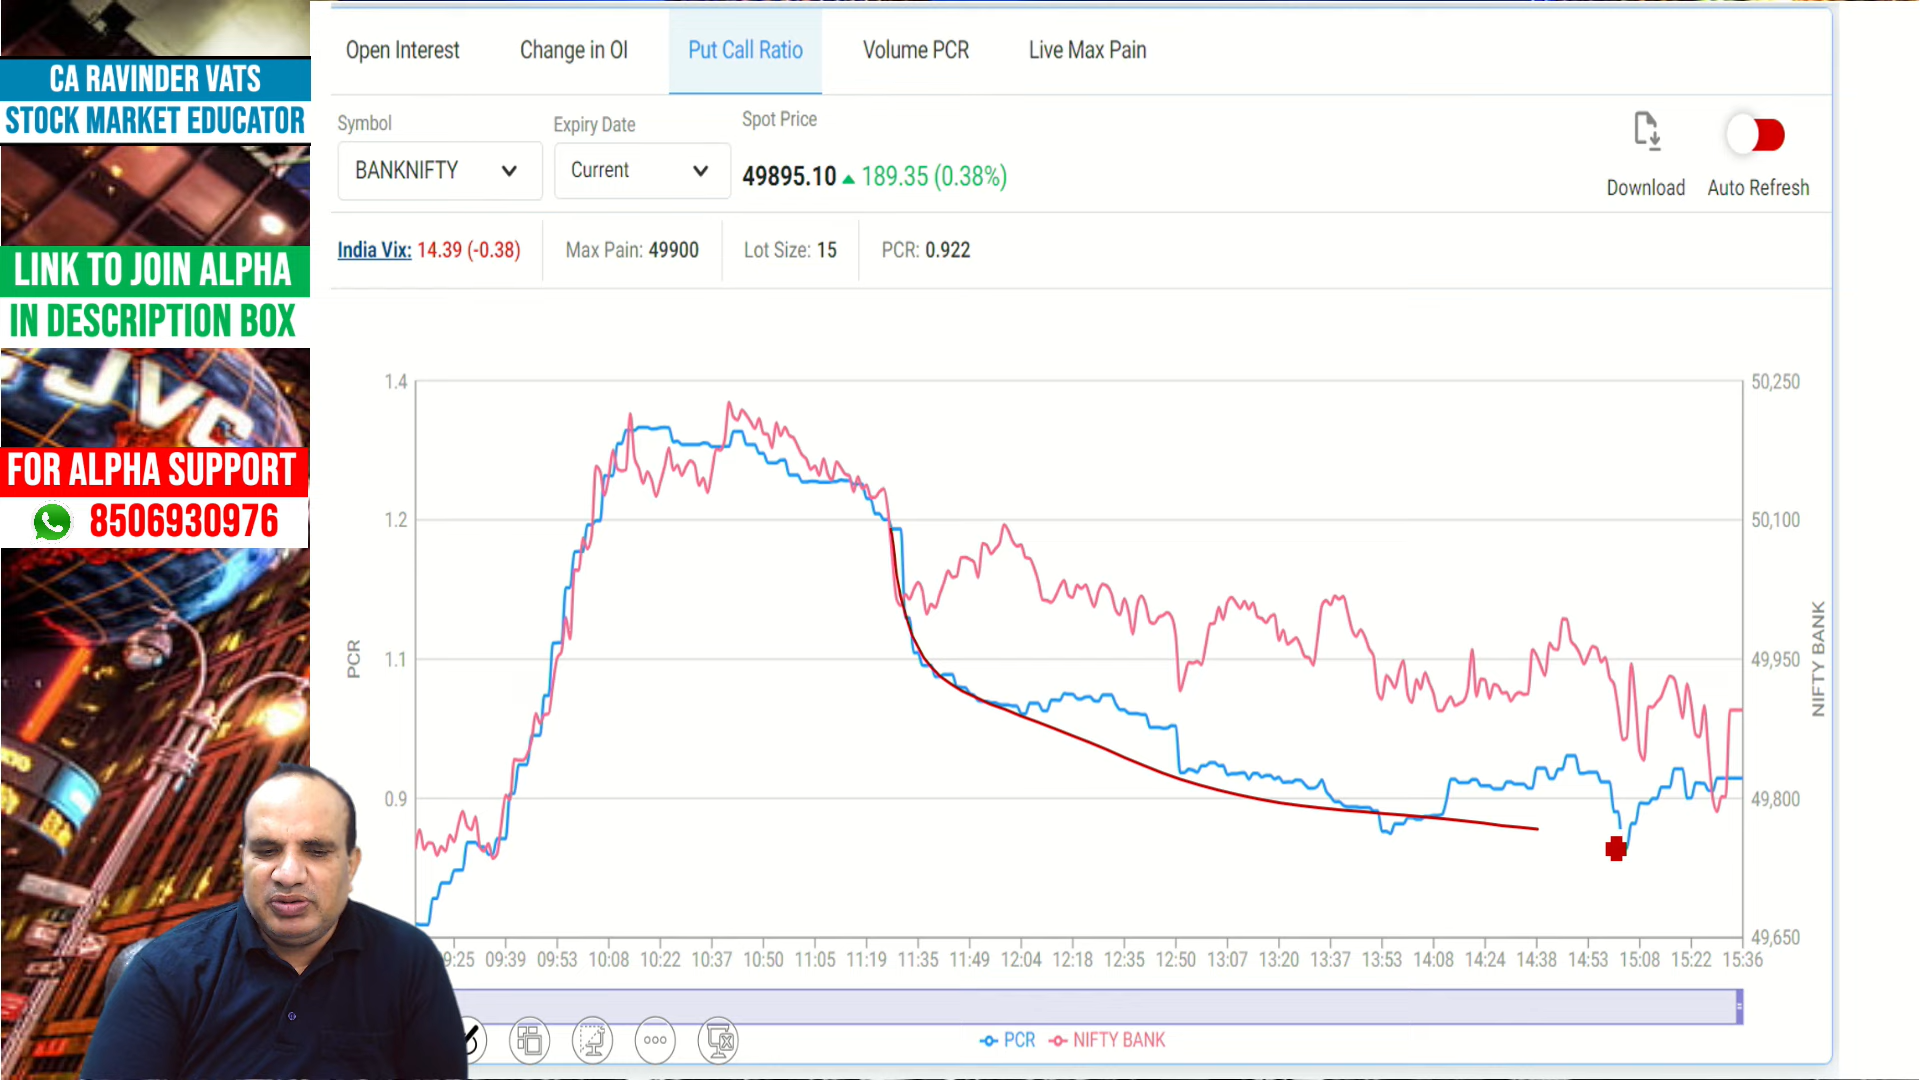 CA RAVINDER VATS
STOCK MARKET EDUCATOR
LINK TO JOIN ALPHA
IN DESCRIPTION BOX
JVC
FOR ALPHA SUPPORT
8506930976
Open Interest Change in OI Put Call Ratio Volume PCR Live Max Pain
Symbol Expiry Date Spot Price
BANKNIFTY Current 49895.10 189.35 (0.38%)
Download Auto Refresh
India Vix: 14.39 (-0.38) Max Pain: 49900 Lot Size: 15 PCR: 0.922
1.4 50,250
1.2 50,100
1.1 49,950
0.9 49,800
49,650
PCR
NIFTY BANK
9:25 09:39 09:53 10:08 10:22 10:37 10:50 11:05 11:19 11:35 11:49 12:04 12:18 12:35 12:50 13:07 13:20 13:37 13:53 14:08 14:24 14:38 14:53 15:08 15:22 15:36
PCR NIFTY BANK